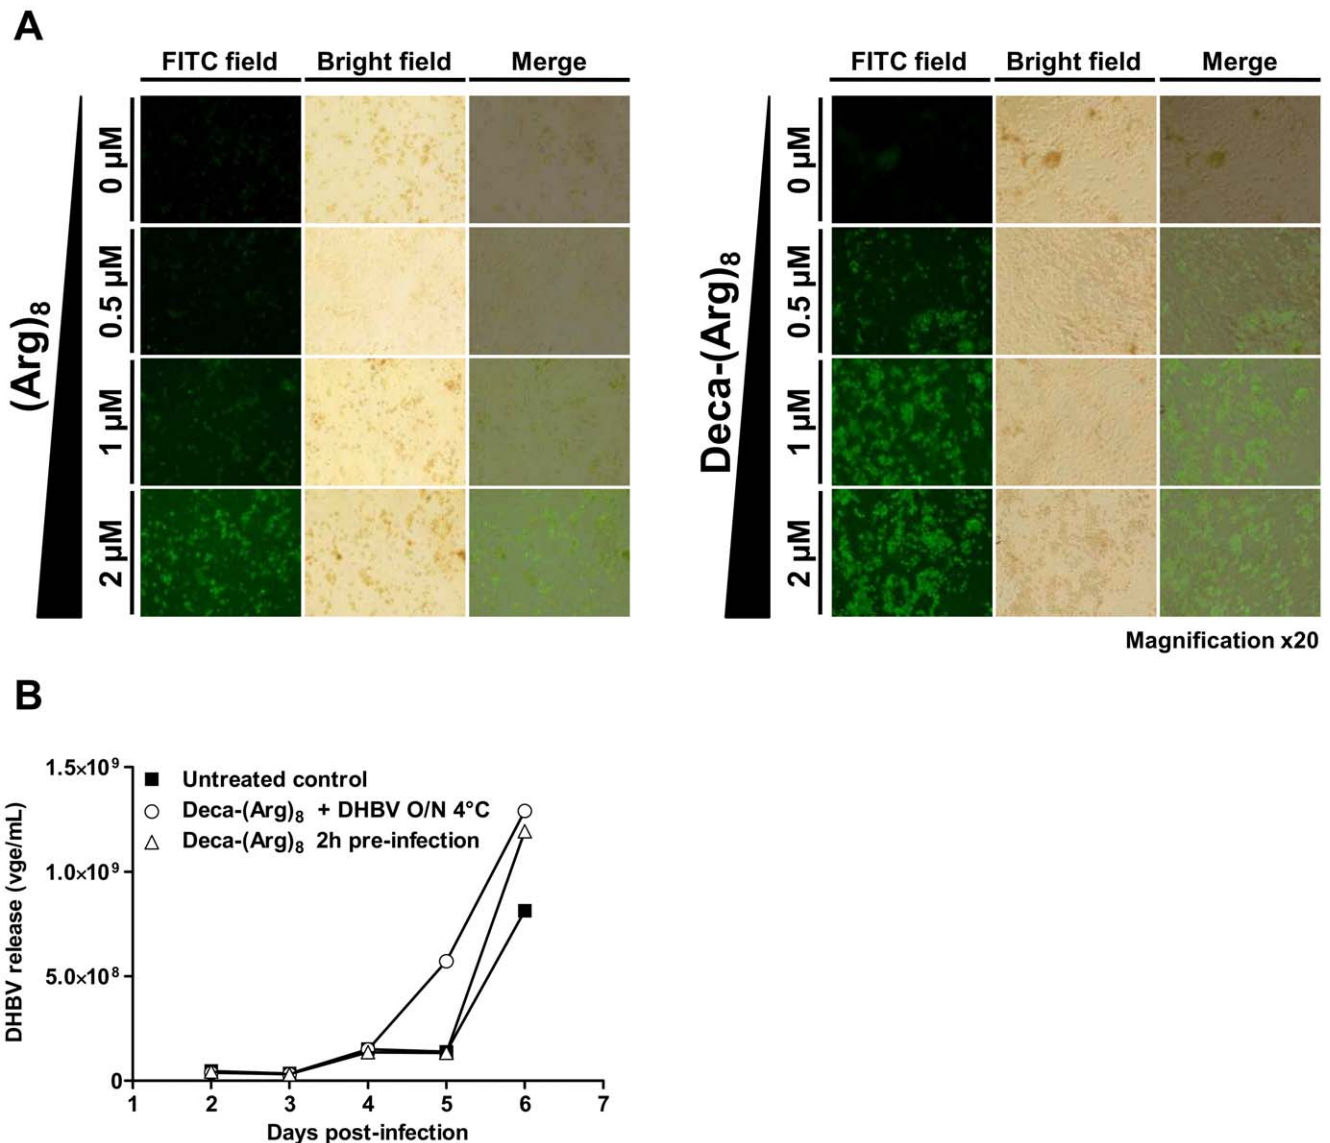 A
FITC field Bright field Merge
(Arg)₈
0 µM
0.5 µM
1 µM
2 µM
FITC field Bright field Merge
Deca-(Arg)₈
0 µM
0.5 µM
1 µM
2 µM
Magnification x20
B
DHBV release (vge/mL)
1.5×10⁹
1.0×10⁹
5.0×10⁸
0
Untreated control
Deca-(Arg)₈ + DHBV O/N 4°C
Deca-(Arg)₈ 2h pre-infection
1 2 3 4 5 6 7
Days post-infection